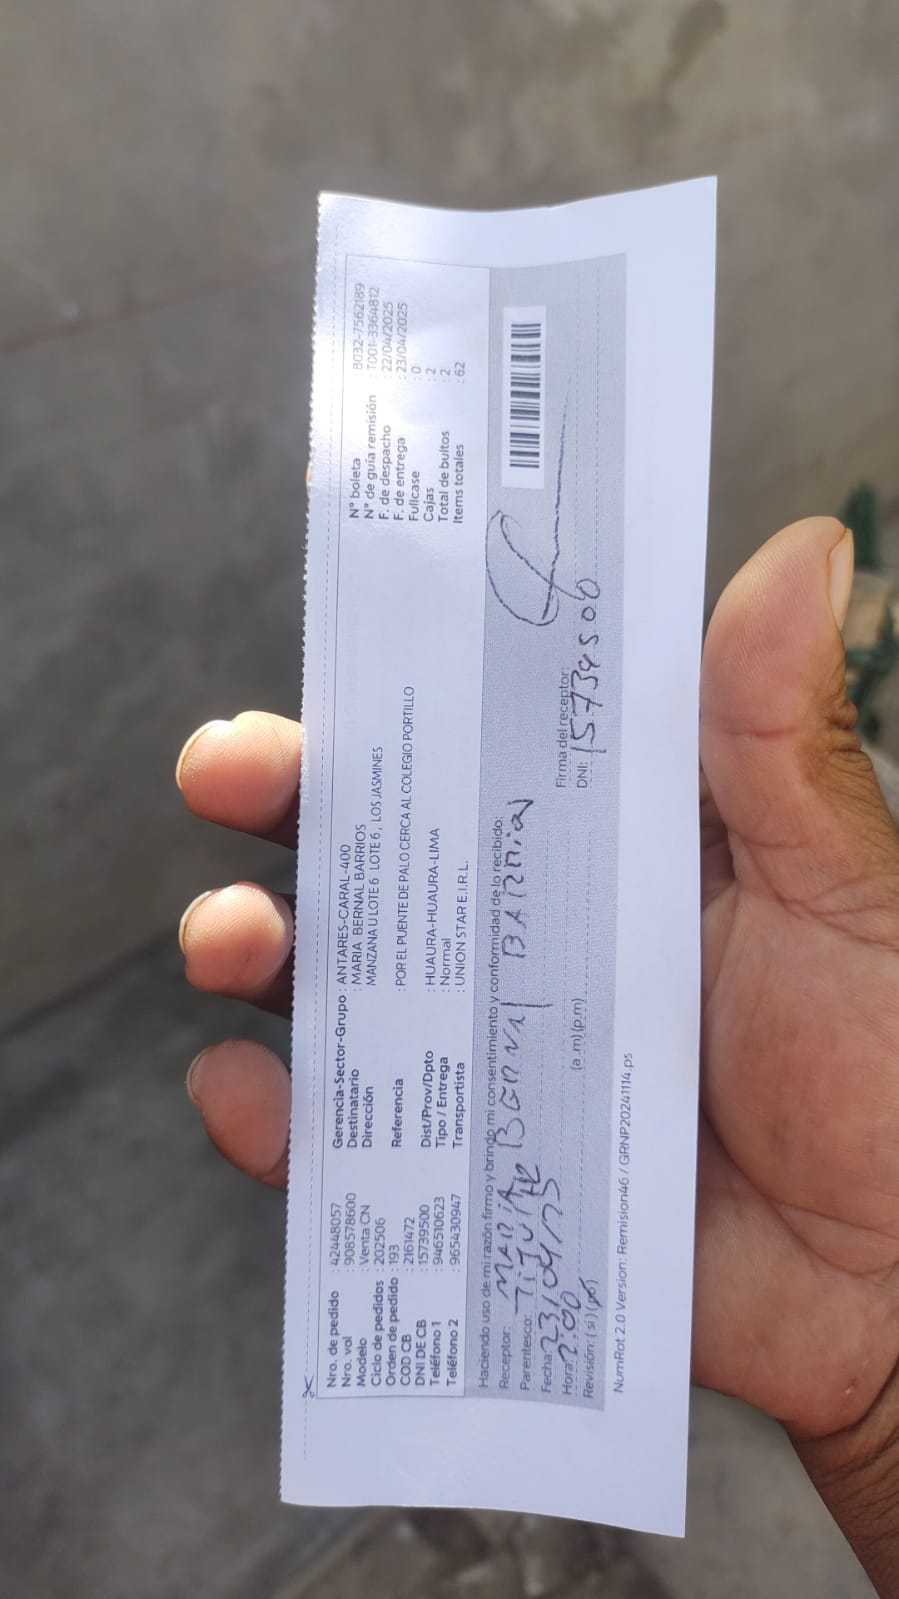 Nro. de pedido : 42448057
Nro. vol : 908578600
Modelo : Venta CN
Ciclo de pedidos : 202506
Orden de pedido : 193
COD CB : 2161472
DNI DE CB : 15739500
Teléfono 1 : 946510623
Teléfono 2 : 965430947
Gerencia-Sector-Grupo : ANTARES-CARAL-400
Destinatario : MARIA BERNAL BARRIOS
Dirección MANZANA U LOTE 6 LOTE 6 , LOS JASMINES
Referencia : POR EL PUENTE DE PALO CERCA AL COLEGIO PORTILLO
Dist/Prov/Dpto : HUAURA-HUAURA-LIMA
Tipo / Entrega : Normal
Transportista : UNION STAR E.I.R.L.
N° boleta : B032-7562189
N° de guía remisión : T001-3364812
F. de despacho : 22/04/2025
F. de entrega : 23/04/2025
Fullcase : 0
Cajas : 2
Total de bultos : 2
Items totales : 62
Haciendo uso de mi razón firmo y brindo mi consentimiento y conformidad de lo recibido:
Receptor: MARIA BERNAL BARRIOS
Parentesco: TITULAR
Fecha: 23/04/25
Hora: 2:00 (a .m) (p.m)
Revisión: ( si ) (no)
Firma del receptor:
DNI: 15739506
NumRot 2.0 Version: Remision46 / GRNP20241114.ps